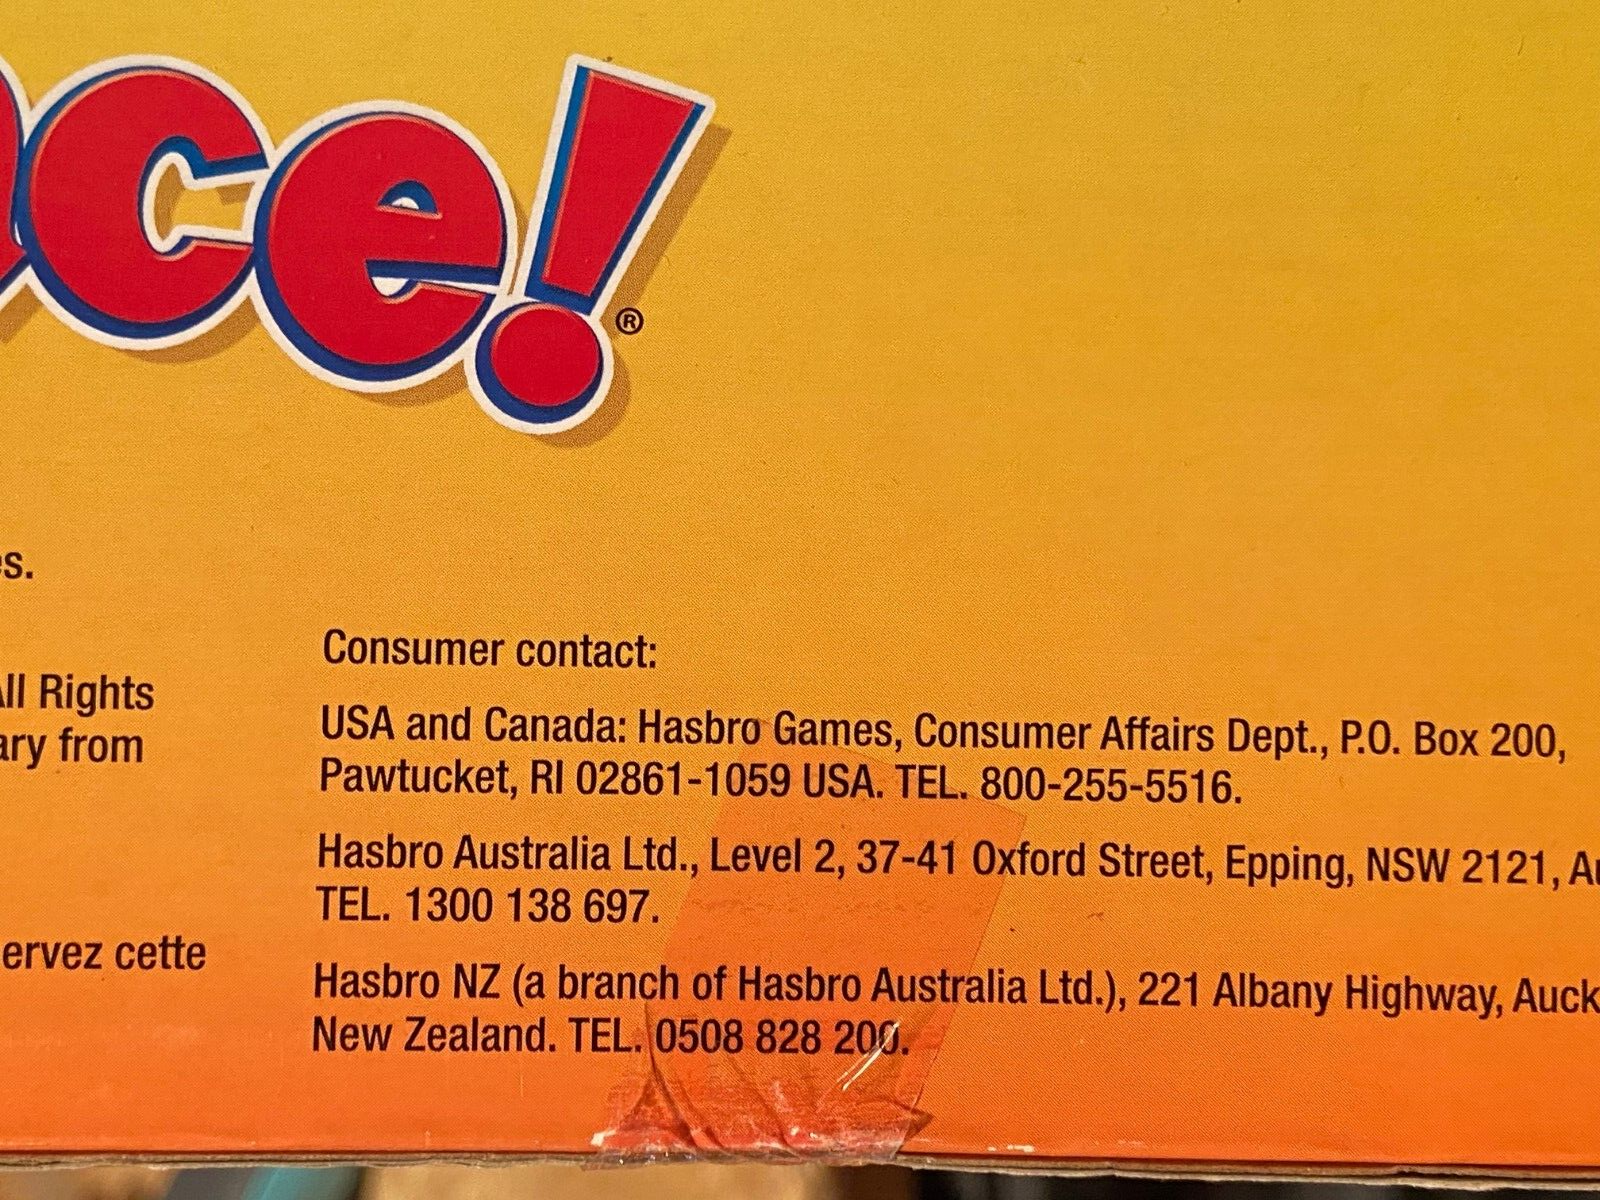 ce!®
es.
All Rights
ary from
ervez cette
Consumer contact:
USA and Canada: Hasbro Games, Consumer Affairs Dept., P.O. Box 200,
Pawtucket, RI 02861-1059 USA. TEL. 800-255-5516.
Hasbro Australia Ltd., Level 2, 37-41 Oxford Street, Epping, NSW 2121, Au
TEL. 1300 138 697.
Hasbro NZ (a branch of Hasbro Australia Ltd.), 221 Albany Highway, Auck
New Zealand. TEL. 0508 828 200.